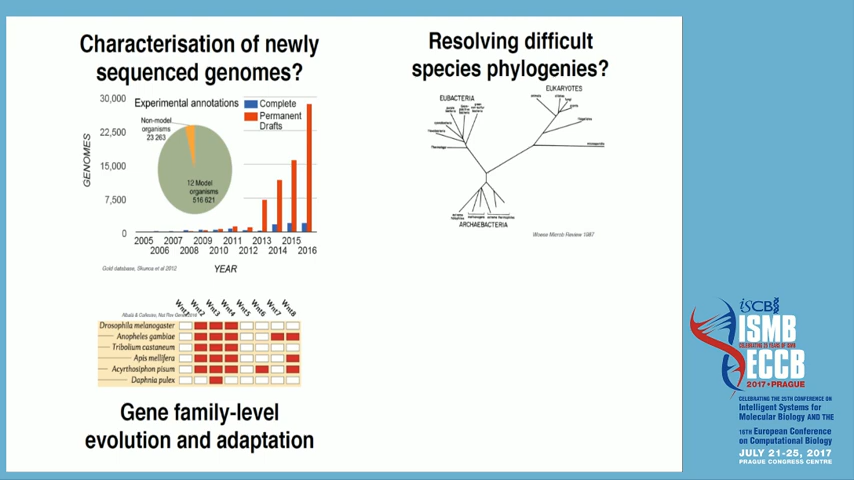 Characterisation of newly
sequenced genomes?
30,000
22,500
15,000
7,500
0
GENOMES
Experimental annotations
Complete
Permanent
Drafts
Non-model
organisms
23 263
12 Model
organisms
516 621
2005 2007 2009 2011 2013 2015
2006 2008 2010 2012 2014 2016
YEAR
Gold database, Skunca et al 2012
Resolving difficult
species phylogenies?
EUBACTERIA
EUKARYOTES
ARCHAEBACTERIA
Woese Microb Review 1987
Wnt1 Wnt2 Wnt3 Wnt4 Wnt5 Wnt6 Wnt7 Wnt8
Drosophila melanogaster
Anopheles gambiae
Tribolium castaneum
Apis mellifera
Acyrthosiphon pisum
Daphnia pulex
Gene family-level
evolution and adaptation
iSCB
ISMB
CELEBRATING 25 YEARS OF ISMB
ECCB
2017 • PRAGUE
CELEBRATING THE 25TH CONFERENCE ON
Intelligent Systems for
Molecular Biology AND THE
16TH European Conference
on Computational Biology
JULY 21-25, 2017
PRAGUE CONGRESS CENTRE